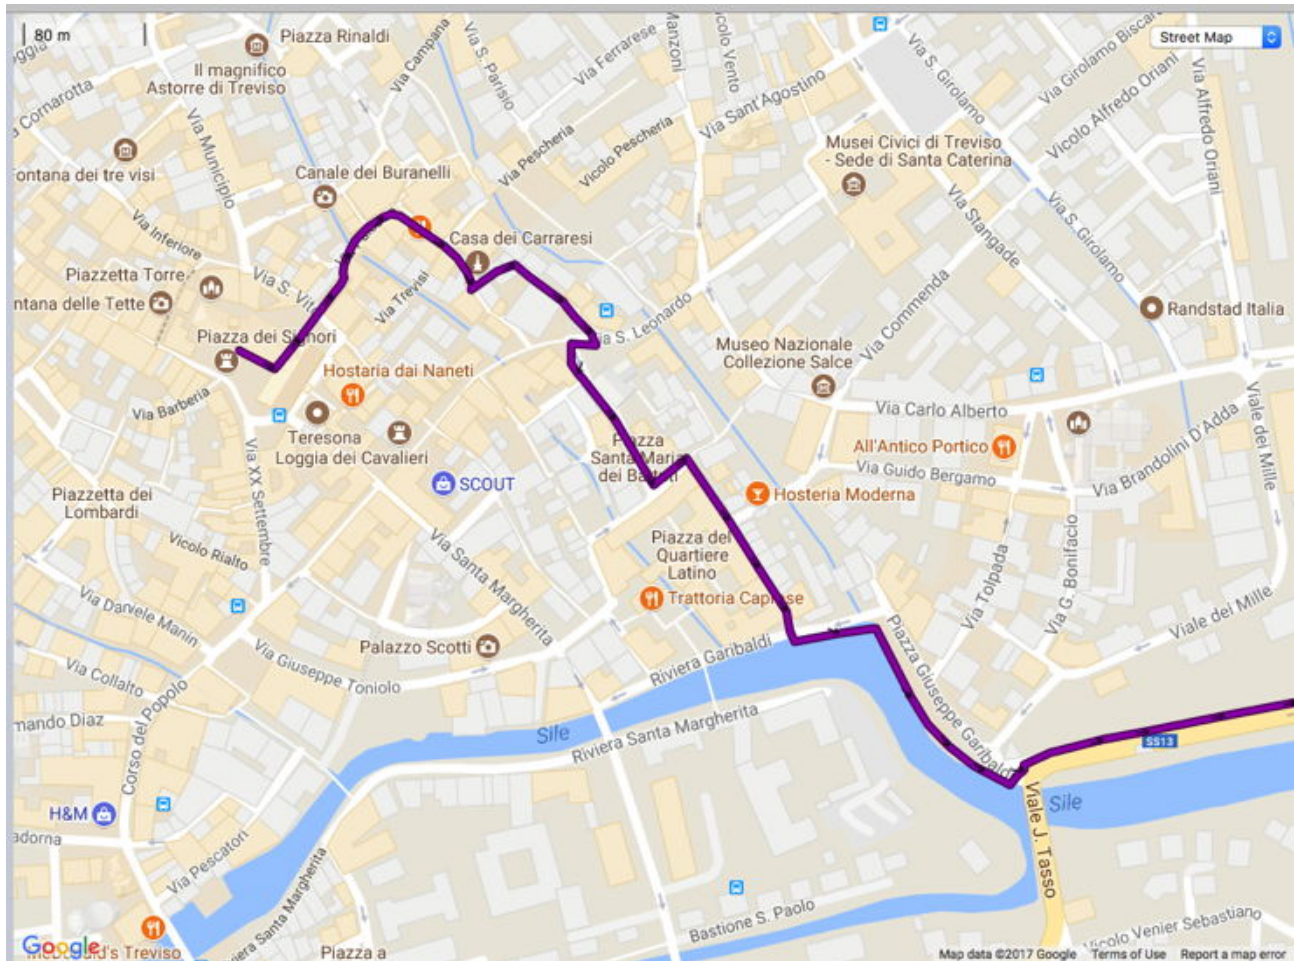 80 m
Street Map
Piazza Rinaldi
Il magnifico
Astorre di Treviso
Via Campana
Via S. Parisio
Via Ferrarese
Manzoni
Vicolo Vento
Via Sant'Agostino
Via S. Girolamo
Via Girolamo Biscaro
Vicolo Alfredo Oriani
Via Alfredo Oriani
Cornarotta
Via Municipio
Via Pescheria
Vicolo Pescheria
Musei Civici di Treviso
- Sede di Santa Caterina
Fontana dei tre visi
Canale dei Buranelli
Via Inferiore
Casa dei Carraresi
Via Stangade
Via S. Girolamo
Piazzetta Torre
ntana delle Tette
Via S. Vito
Via Trevisi
Via Commenda
Randstad Italia
Piazza dei Signori
Via S. Leonardo
Museo Nazionale
Collezione Salce
Hostaria dai Naneti
Via Barberia
Via Carlo Alberto
Teresona
Loggia dei Cavalieri
Piazza
Santa Maria
dei Battuti
All'Antico Portico
Via Guido Bergamo
Via Brandolini D'Adda
Viale dei Mille
SCOUT
Hosteria Moderna
Piazzetta dei
Lombardi
Via XX Settembre
Vicolo Rialto
Via Santa Margherita
Piazza del
Quartiere
Latino
Trattoria Caprese
Via Tolpada
Via G. Bonifacio
Viale dei Mille
Via Daniele Manin
Palazzo Scotti
Via Giuseppe Toniolo
Riviera Garibaldi
Piazza Giuseppe Garibaldi
Via Collalto
mando Diaz
Corso del Popolo
Sile
Riviera Santa Margherita
SS13
Sile
Viale J. Tasso
H&M
adorna
Via Pescatori
Riviera Santa Margherita
Bastione S. Paolo
Vicolo Venier Sebastiano
McDonald's Treviso
Piazza a
Google
Map data ©2017 Google
Terms of Use
Report a map error